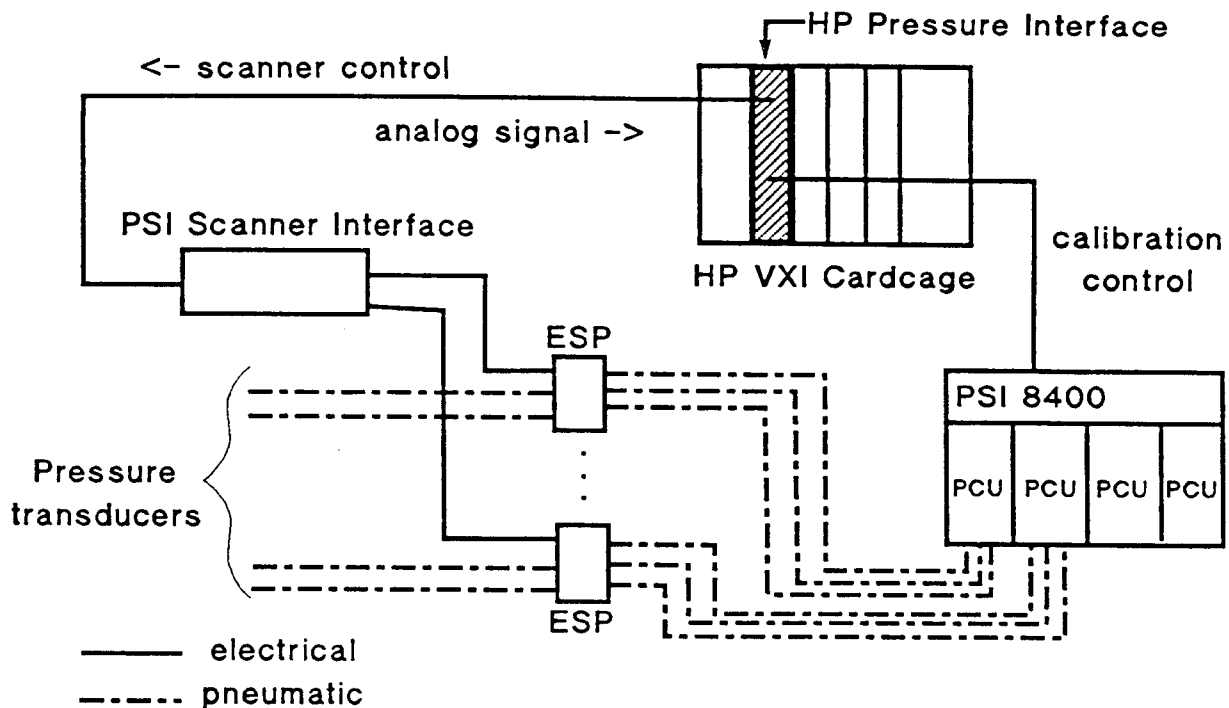 HP Pressure Interface
<- scanner control
analog signal ->
PSI Scanner Interface
HP VXI Cardcage
calibration
control
ESP
PSI 8400
PCU PCU PCU PCU
Pressure
transducers
ESP
electrical
pneumatic